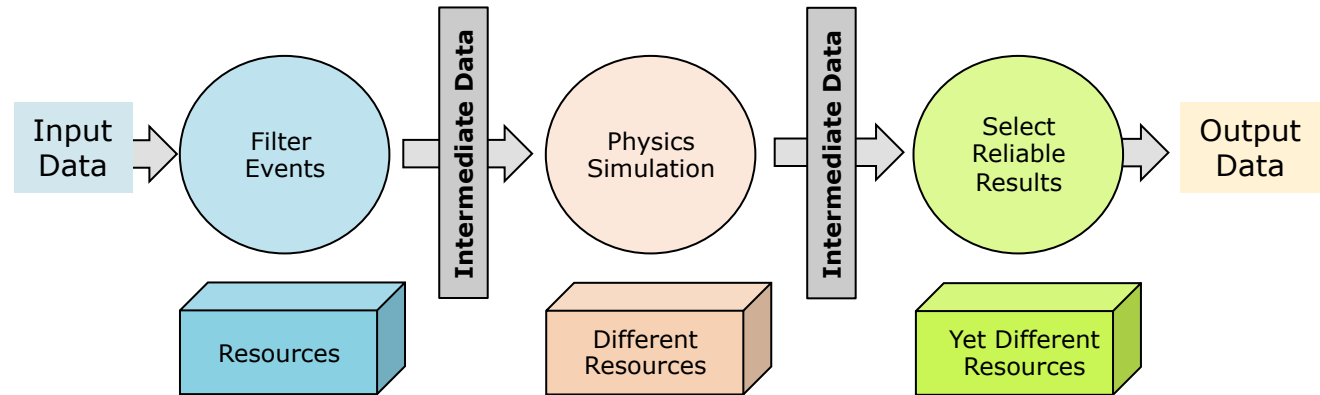 Input
Data
Filter
Events
Intermediate Data
Physics
Simulation
Intermediate Data
Select
Reliable
Results
Output
Data
Resources
Different
Resources
Yet Different
Resources